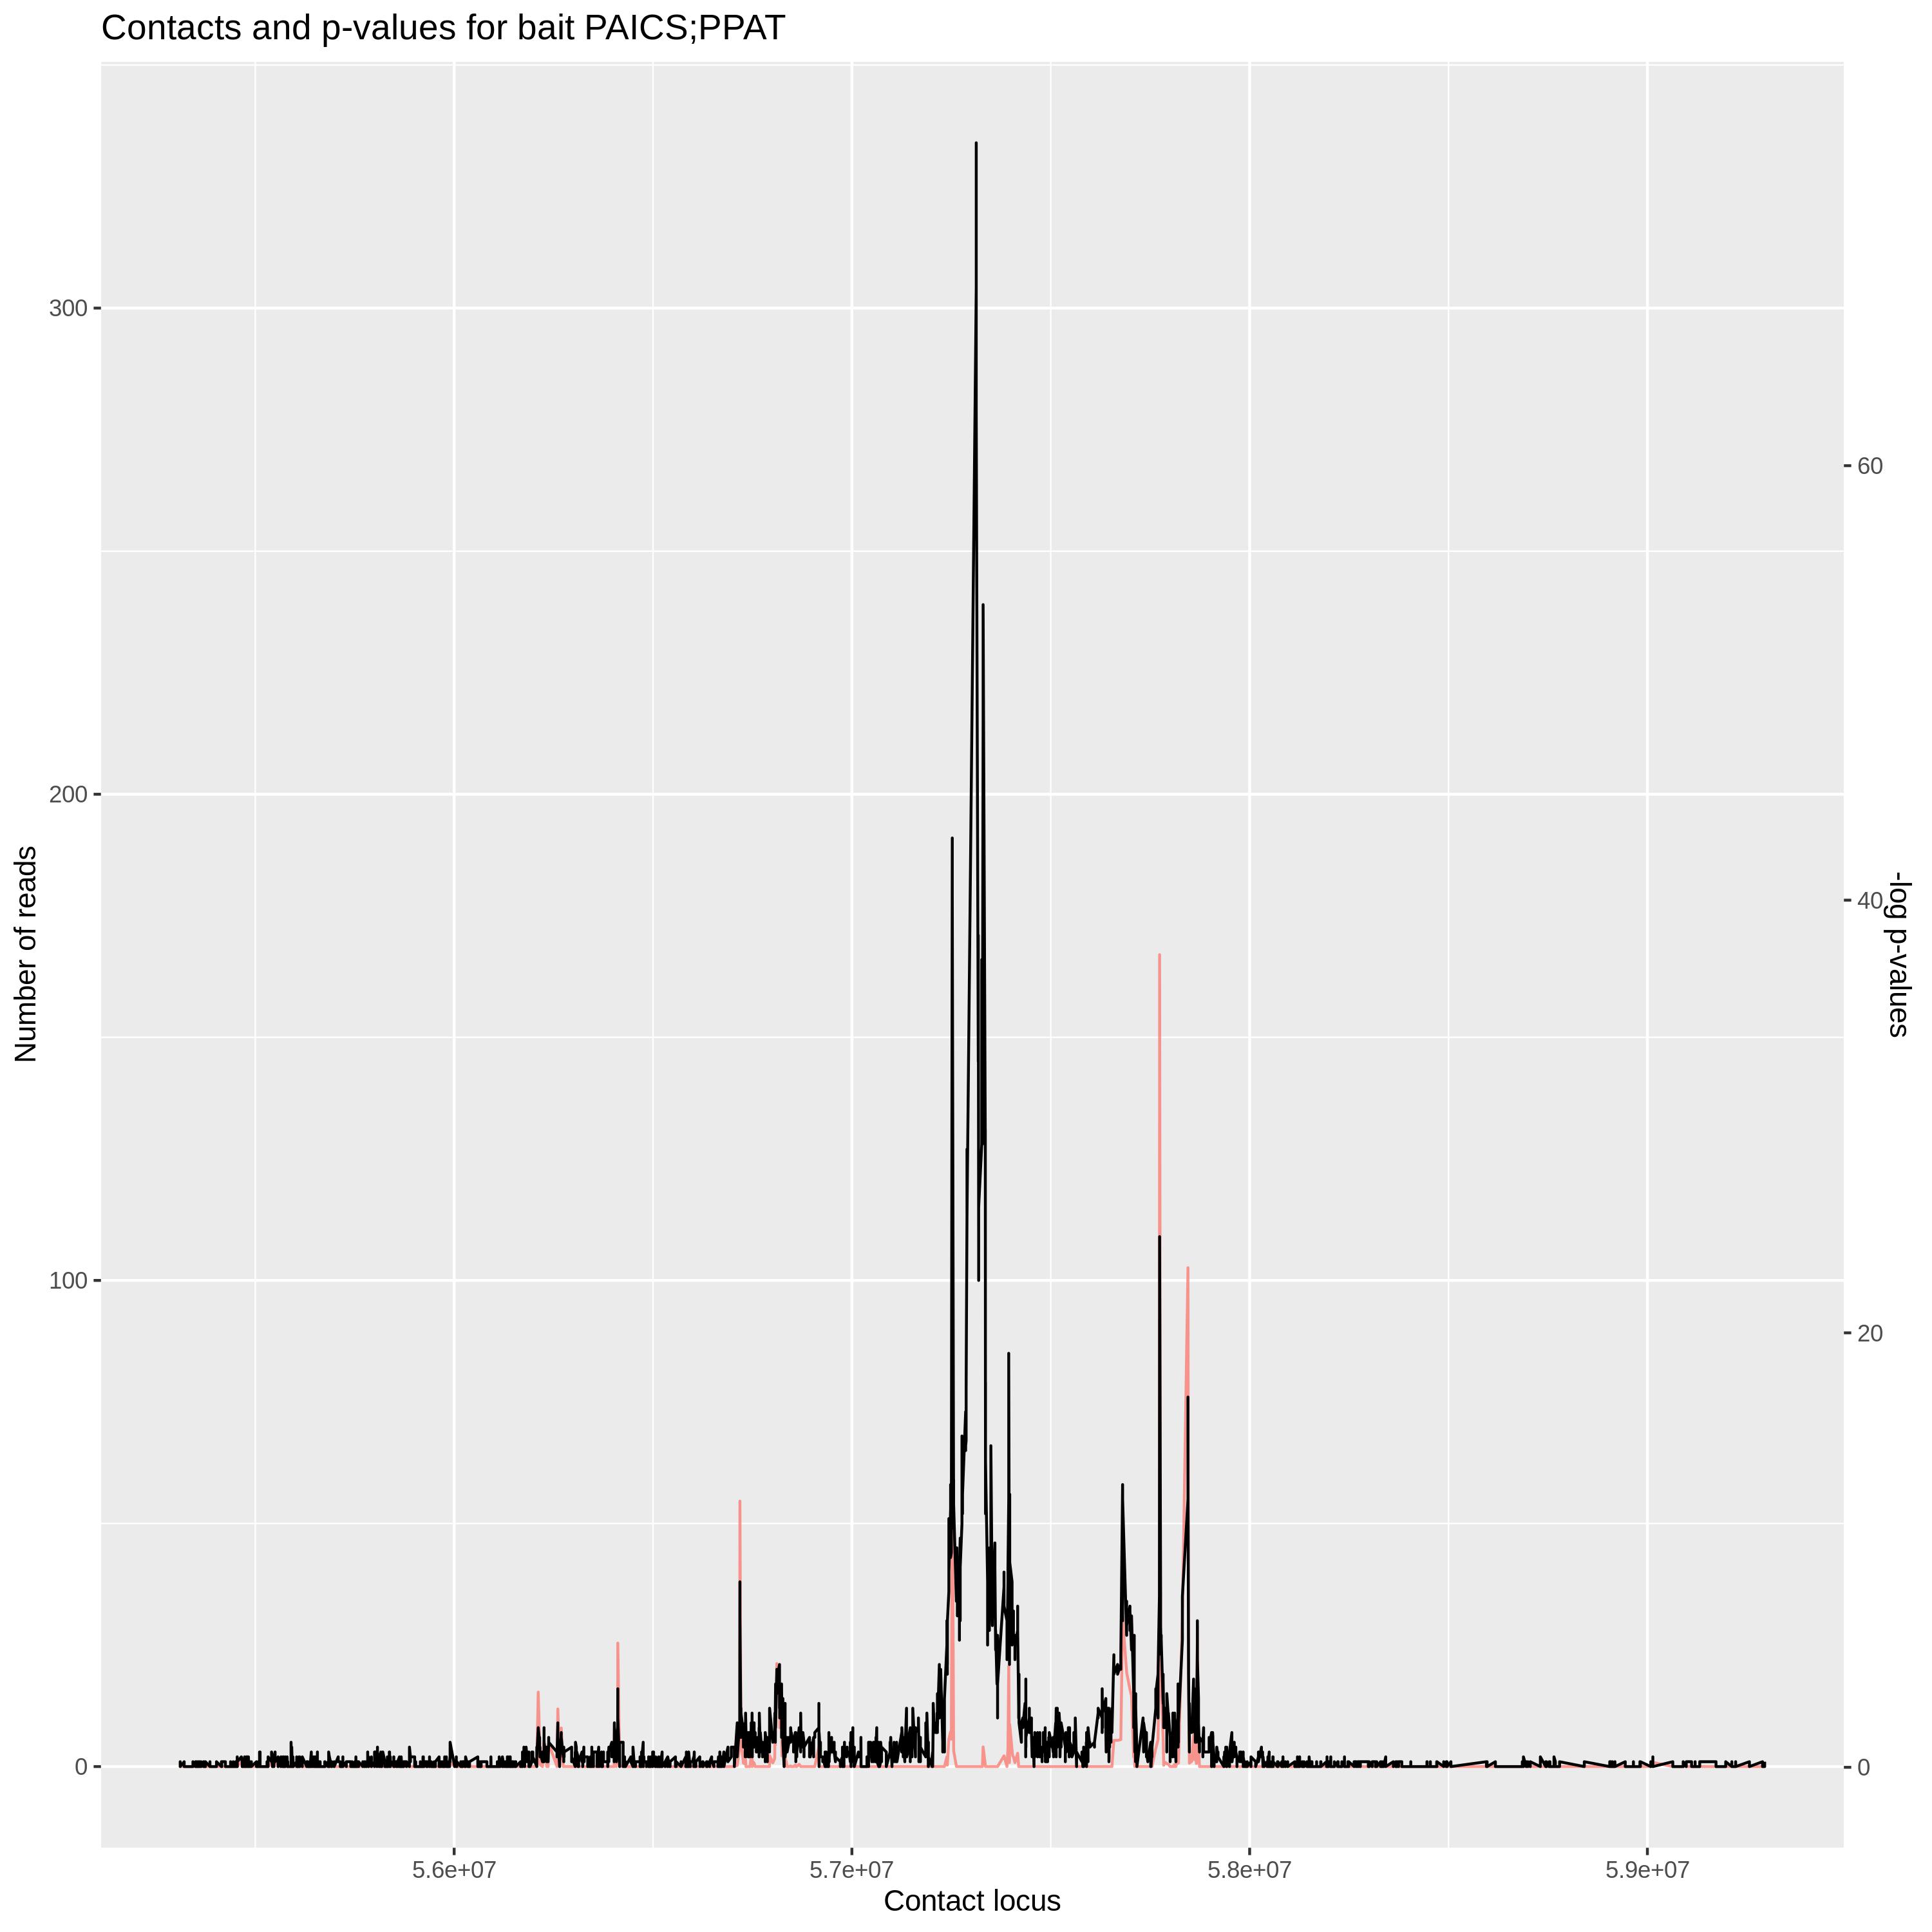 Contacts and p-values for bait PAICS;PPAT
300
200
100
0
Number of reads
60
40
20
0
-log p-values
5.6e+07
5.7e+07
5.8e+07
5.9e+07
Contact locus